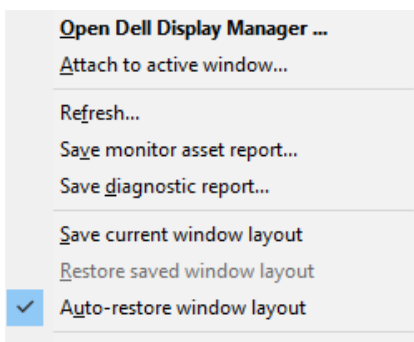 Open Dell Display Manager ...
Attach to active window...
Refresh...
Save monitor asset report...
Save diagnostic report...
Save current window layout
Restore saved window layout
Auto-restore window layout